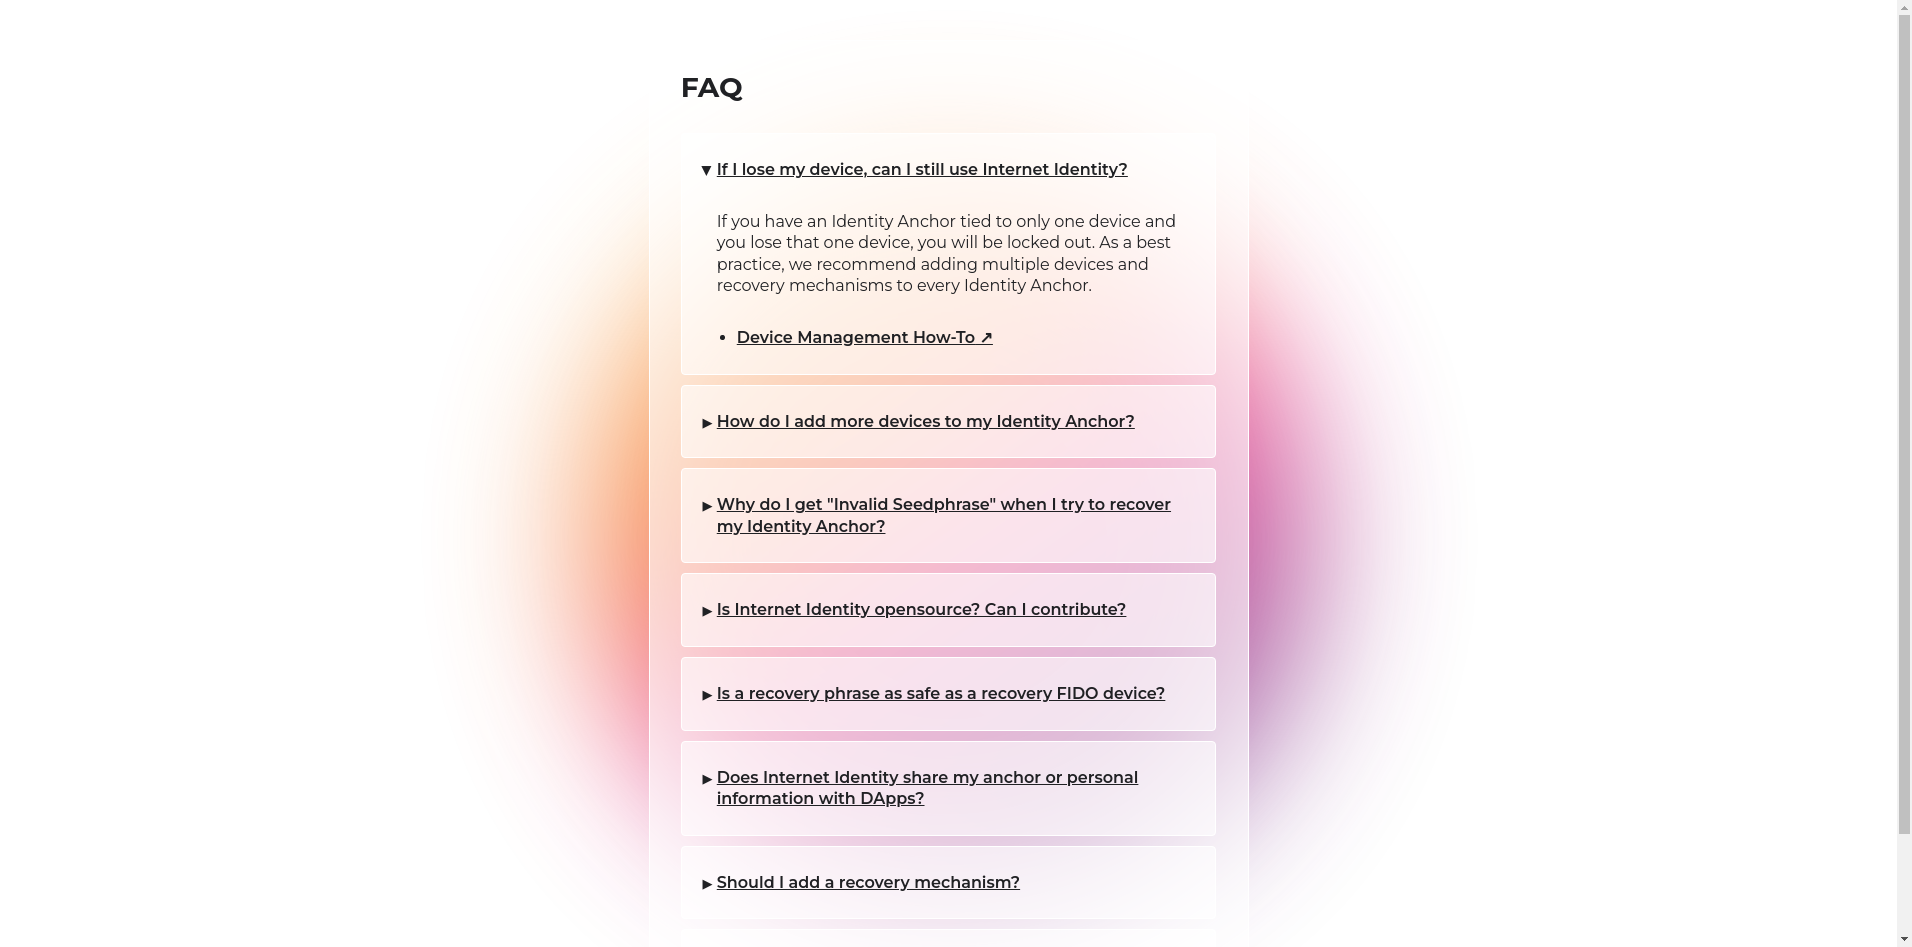 FAQ
▼ If I lose my device, can I still use Internet Identity?
If you have an Identity Anchor tied to only one device and
you lose that one device, you will be locked out. As a best
practice, we recommend adding multiple devices and
recovery mechanisms to every Identity Anchor.
• Device Management How-To ↗
▶ How do I add more devices to my Identity Anchor?
▶ Why do I get "Invalid Seedphrase" when I try to recover
my Identity Anchor?
▶ Is Internet Identity opensource? Can I contribute?
▶ Is a recovery phrase as safe as a recovery FIDO device?
▶ Does Internet Identity share my anchor or personal
information with DApps?
▶ Should I add a recovery mechanism?